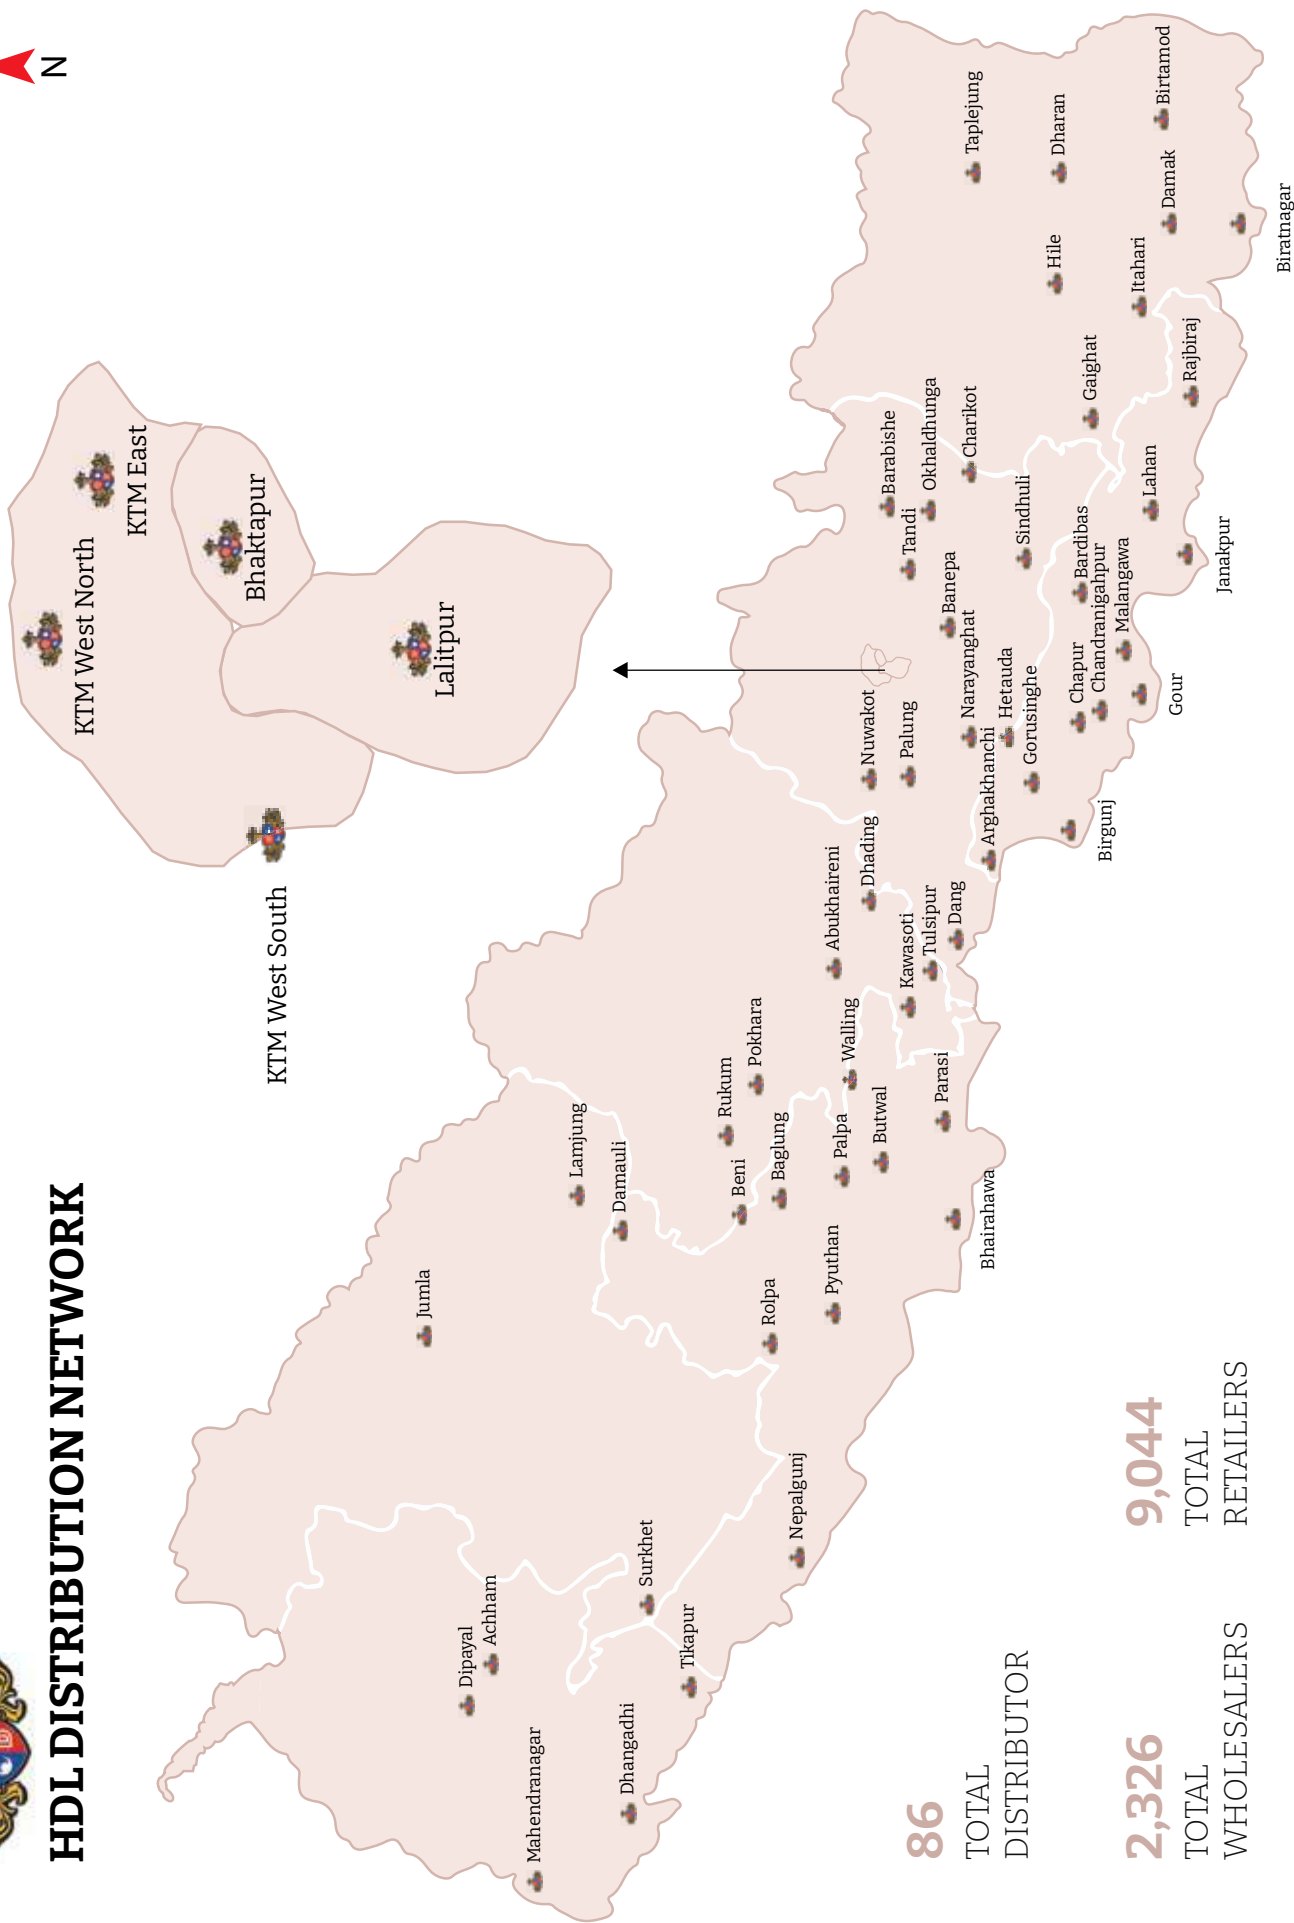 HDL DISTRIBUTION NETWORK
N
KTM West North
KTM East
Bhaktapur
Lalitpur
KTM West South
Mahendranagar
Dhangadhi
Dipayal
Achham
Tikapur
Surkhet
Nepalgunj
Jumla
Lamjung
Damauli
Rukum
Pokhara
Beni
Baglung
Rolpa
Pyuthan
Palpa
Walling
Butwal
Parasi
Bhairahawa
Abukhaireni
Dhading
Kawasoti
Tulsipur
Dang
Arghakhanchi
Nuwakot
Palung
Narayanghat
Hetauda
Gorusinghe
Birgunj
Chapur
Chandranigahpur
Malangawa
Gour
Banepa
Tandi
Barabishe
Okhaldhunga
Charikot
Sindhuli
Bardibas
Lahan
Janakpur
Gaighat
Rajbiraj
Itahari
Hile
Taplejung
Dharan
Damak
Birtamod
Biratnagar
86
TOTAL
DISTRIBUTOR
2,326
TOTAL
WHOLESALERS
9,044
TOTAL
RETAILERS